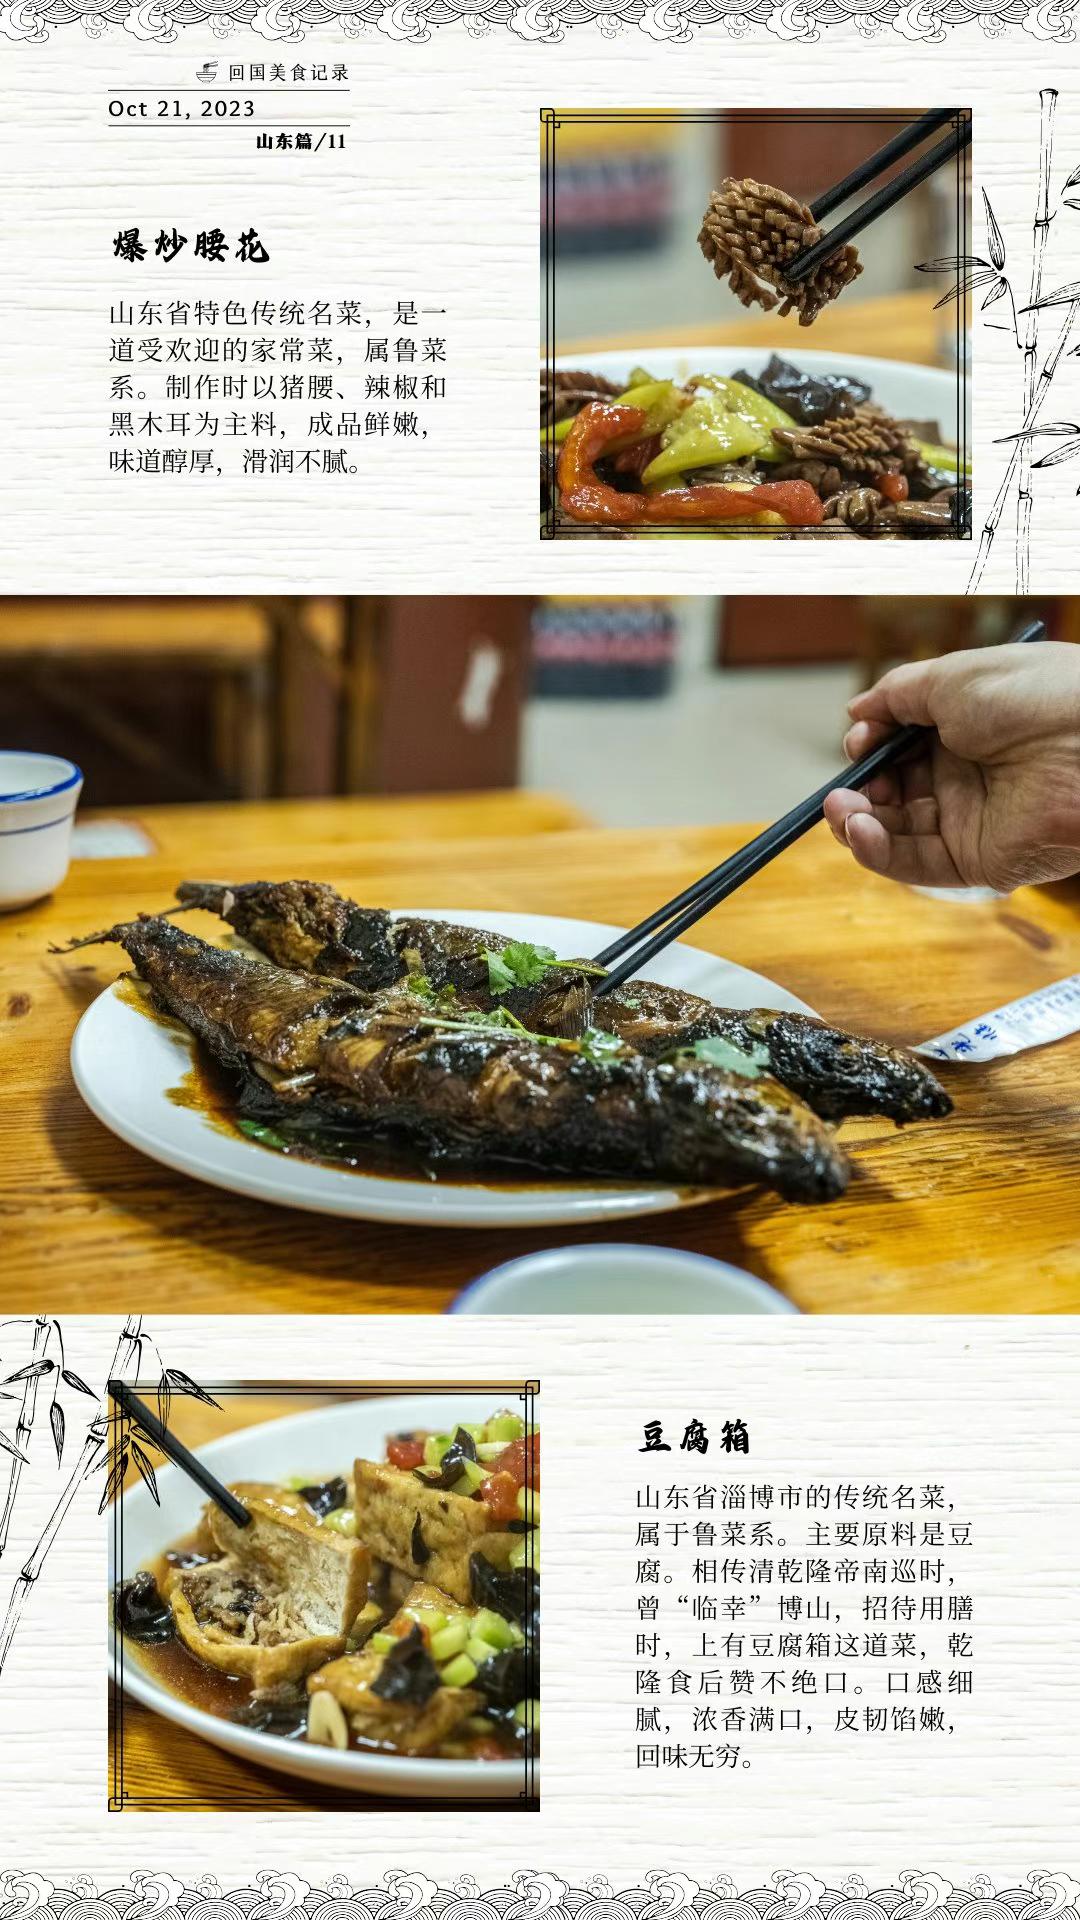 回国美食记录
Oct 21, 2023
山东篇/11
爆炒腰花
山东省特色传统名菜，是一
道受欢迎的家常菜，属鲁菜
系。制作时以猪腰、辣椒和
黑木耳为主料，成品鲜嫩，
味道醇厚，滑润不腻。
豆腐箱
山东省淄博市的传统名菜，
属于鲁菜系。主要原料是豆
腐。相传清乾隆帝南巡时，
曾“临幸”博山，招待用膳
时，上有豆腐箱这道菜，乾
隆食后赞不绝口。口感细
腻，浓香满口，皮韧馅嫩，
回味无穷。